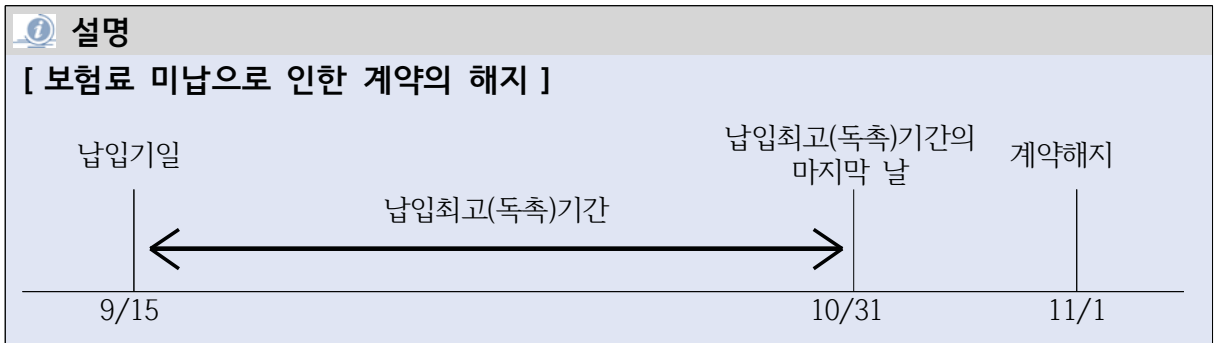 설명
[ 보험료 미납으로 인한 계약의 해지 ]
납입기일
납입최고(독촉)기간의
마지막 날
계약해지
납입최고(독촉)기간
9/15
10/31
11/1